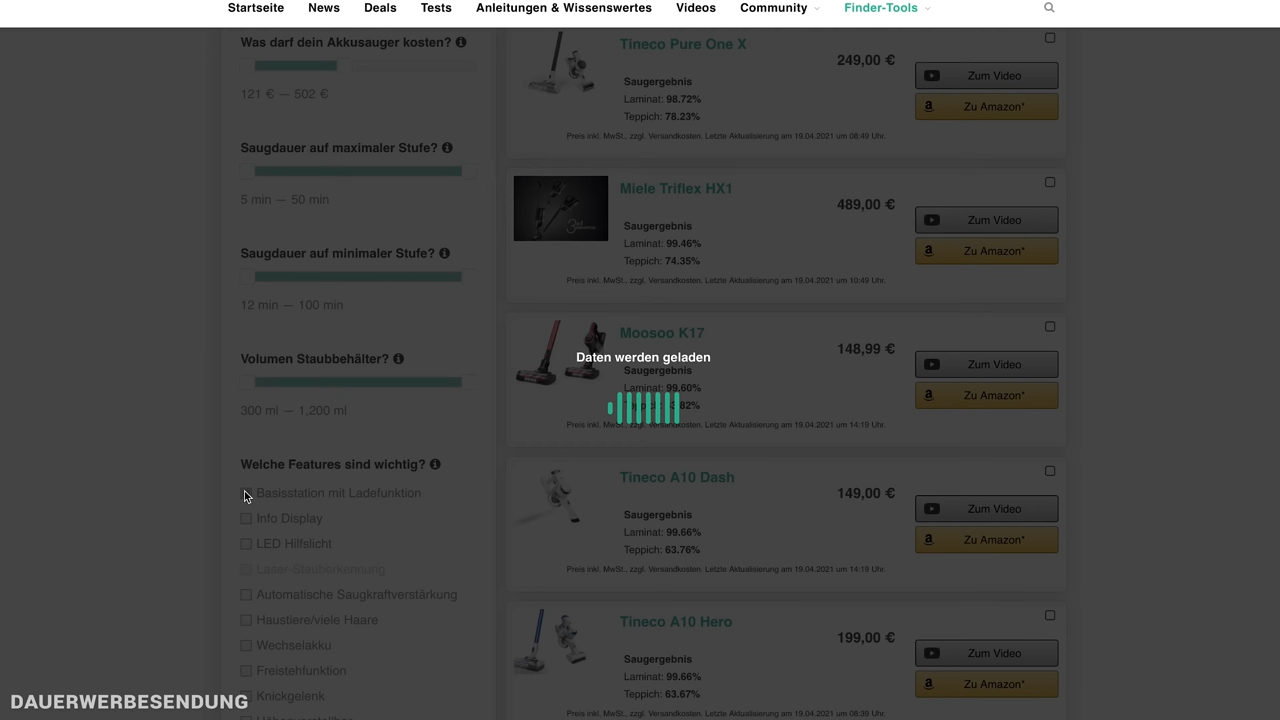 Startseite News Deals Tests Anleitungen & Wissenswertes Videos Community Finder-Tools
Was darf dein Akkusauger kosten?
121 € — 502 €
Saugdauer auf maximaler Stufe?
5 min — 50 min
Saugdauer auf minimaler Stufe?
12 min — 100 min
Volumen Staubbehälter?
300 ml — 1.200 ml
Welche Features sind wichtig?
Basisstation mit Ladefunktion
Info Display
LED Hilfslicht
Laser-Stauberkennung
Automatische Saugkraftverstärkung
Haustiere/viele Haare
Wechselakku
Freistehfunktion
Knickgelenk
Höhenverstellbar
Tineco Pure One X
249,00 €
Saugergebnis
Laminat: 98.72%
Teppich: 78.23%
Zum Video
Zu Amazon*
Preis inkl. MwSt., zzgl. Versandkosten. Letzte Aktualisierung am 19.04.2021 um 08:49 Uhr.
Miele Triflex HX1
489,00 €
Saugergebnis
Laminat: 99.46%
Teppich: 74.35%
Zum Video
Zu Amazon*
Preis inkl. MwSt., zzgl. Versandkosten. Letzte Aktualisierung am 19.04.2021 um 10:49 Uhr.
Moosoo K17
148,99 €
Daten werden geladen
Saugergebnis
Laminat: 99.60%
Zum Video
Zu Amazon*
Preis inkl. MwSt., zzgl. Versandkosten. Letzte Aktualisierung am 19.04.2021 um 14:19 Uhr.
Tineco A10 Dash
149,00 €
Saugergebnis
Laminat: 99.66%
Teppich: 63.76%
Zum Video
Zu Amazon*
Preis inkl. MwSt., zzgl. Versandkosten. Letzte Aktualisierung am 19.04.2021 um 14:19 Uhr.
Tineco A10 Hero
199,00 €
Saugergebnis
Laminat: 99.66%
Teppich: 63.67%
Zum Video
Zu Amazon*
Preis inkl. MwSt., zzgl. Versandkosten. Letzte Aktualisierung am 19.04.2021 um 08:39 Uhr.
DAUERWERBESENDUNG